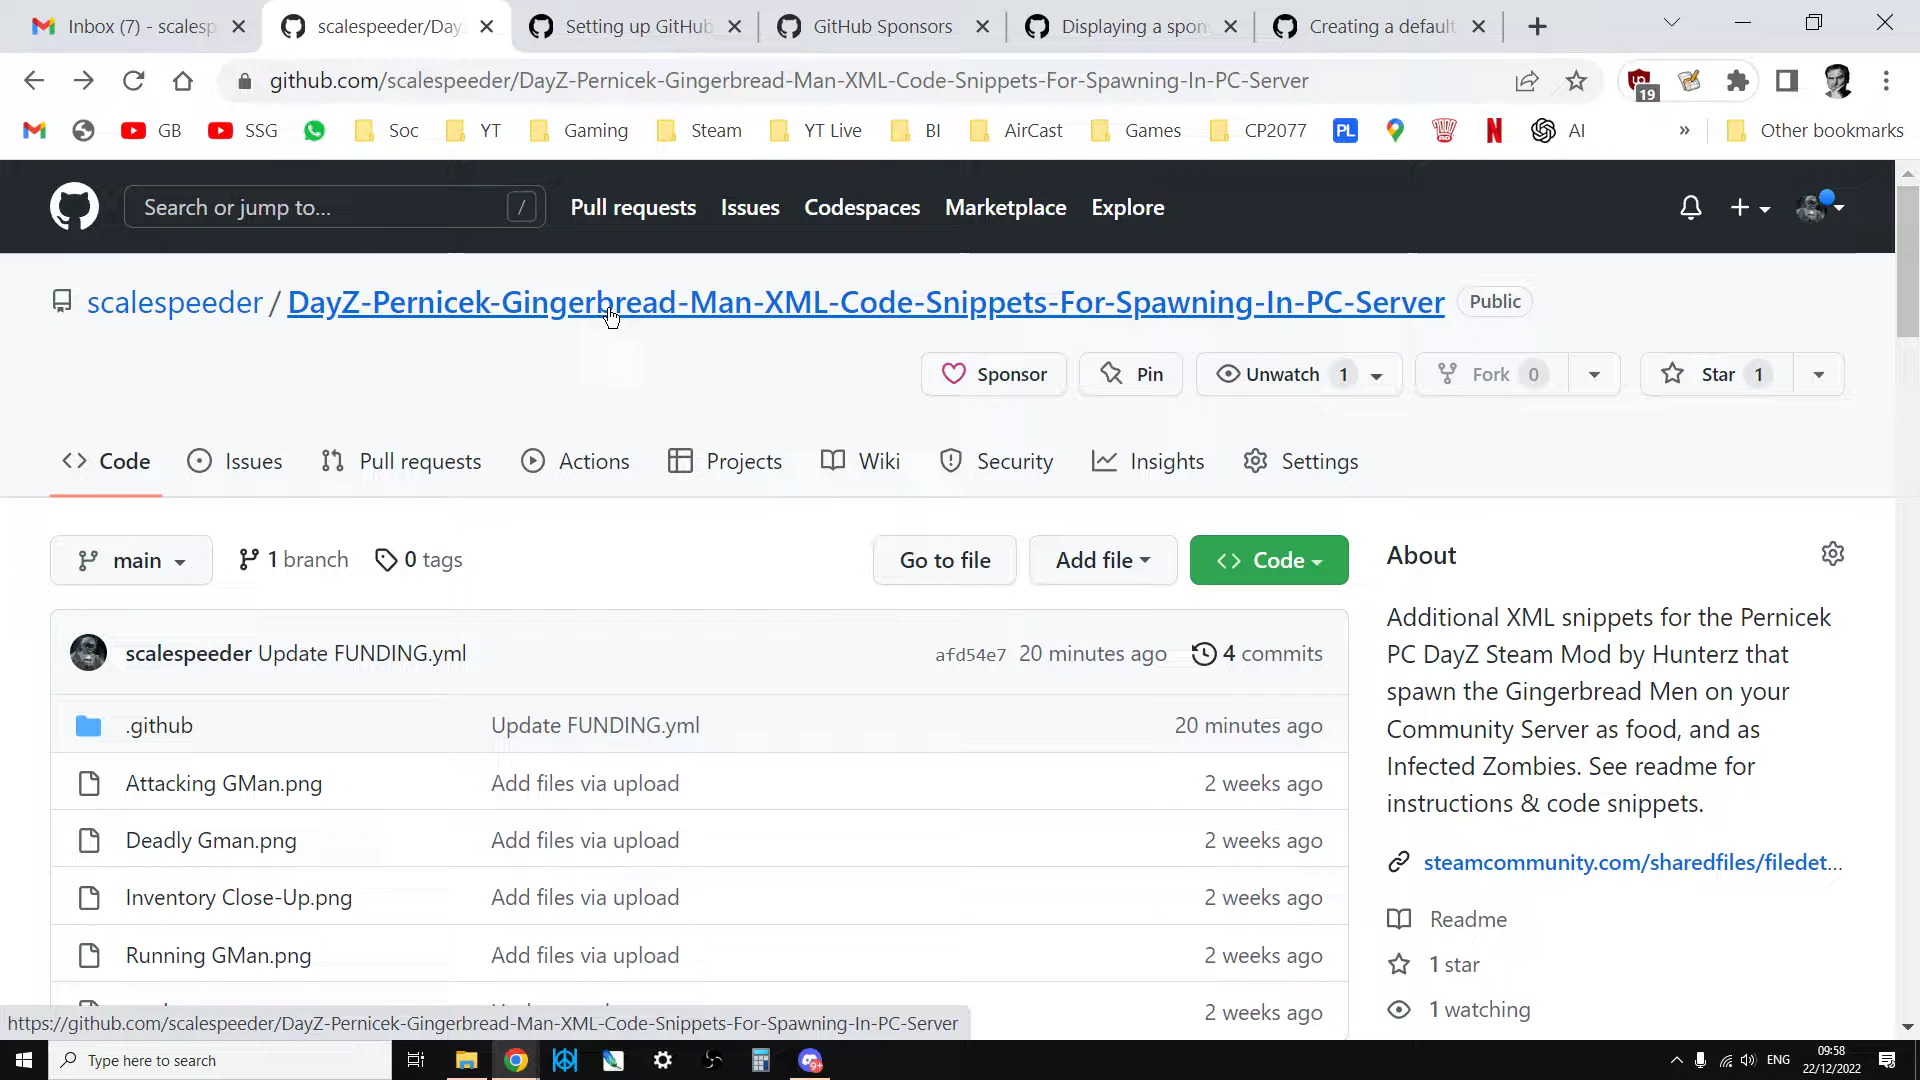 Inbox (7) - scalesp
scalespeeder/Day
Setting up GitHub
GitHub Sponsors
Displaying a spon
Creating a default
github.com/scalespeeder/DayZ-Pernicek-Gingerbread-Man-XML-Code-Snippets-For-Spawning-In-PC-Server
19
GB
SSG
Soc
YT
Gaming
Steam
YT Live
BI
AirCast
Games
CP2077
PL
AI
»
Other bookmarks
Search or jump to...
/
Pull requests
Issues
Codespaces
Marketplace
Explore
scalespeeder / DayZ-Pernicek-Gingerbread-Man-XML-Code-Snippets-For-Spawning-In-PC-Server
Public
Sponsor
Pin
Unwatch 1
Fork 0
Star 1
Code
Issues
Pull requests
Actions
Projects
Wiki
Security
Insights
Settings
main
1 branch
0 tags
Go to file
Add file
Code
scalespeeder Update FUNDING.yml
afd54e7 20 minutes ago
4 commits
.github
Update FUNDING.yml
20 minutes ago
Attacking GMan.png
Add files via upload
2 weeks ago
Deadly Gman.png
Add files via upload
2 weeks ago
Inventory Close-Up.png
Add files via upload
2 weeks ago
Running GMan.png
Add files via upload
2 weeks ago
2 weeks ago
About
Additional XML snippets for the Pernicek
PC DayZ Steam Mod by Hunterz that
spawn the Gingerbread Men on your
Community Server as food, and as
Infected Zombies. See readme for
instructions & code snippets.
steamcommunity.com/sharedfiles/filedet...
Readme
1 star
1 watching
https://github.com/scalespeeder/DayZ-Pernicek-Gingerbread-Man-XML-Code-Snippets-For-Spawning-In-PC-Server
Type here to search
ENG
09:58
22/12/2022